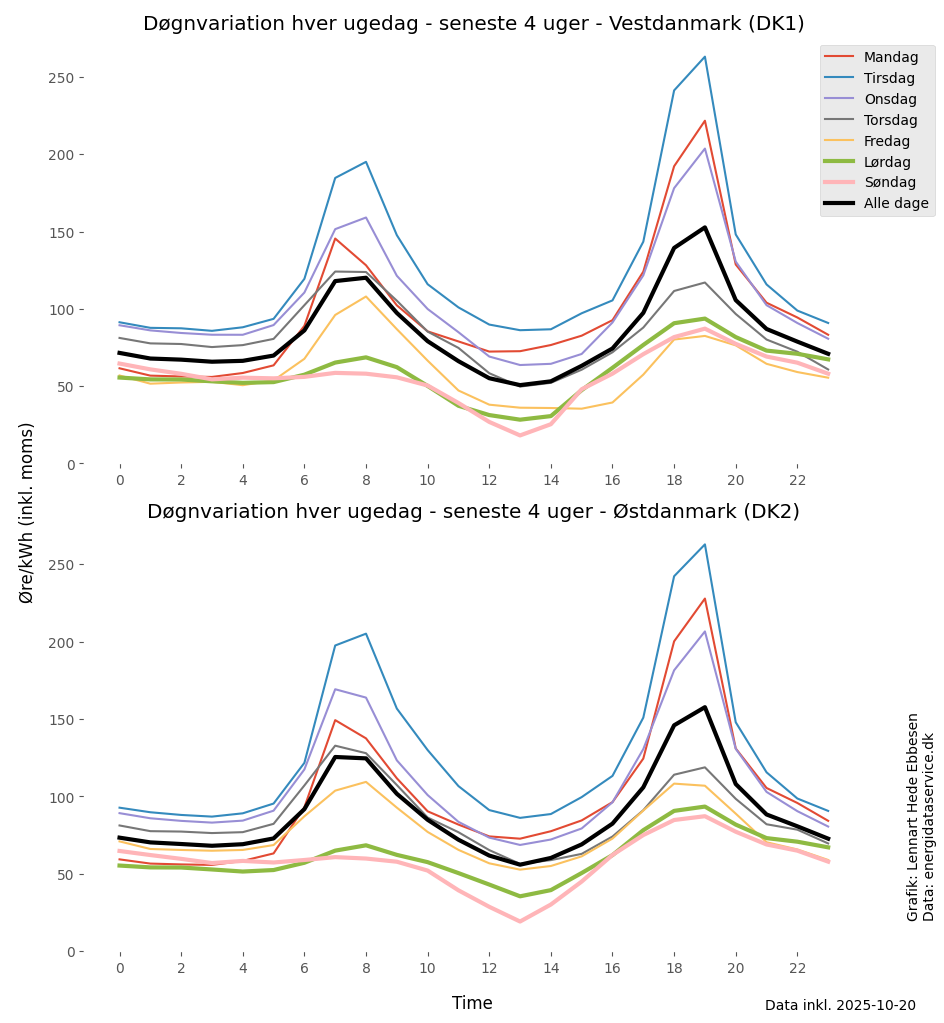 Døgnvariation hver ugedag - seneste 4 uger - Vestdanmark (DK1)
Mandag
Tirsdag
Onsdag
Torsdag
Fredag
Lørdag
Søndag
Alle dage
250
200
150
100
50
0
0 2 4 6 8 10 12 14 16 18 20 22
Øre/kWh (inkl. moms)
Døgnvariation hver ugedag - seneste 4 uger - Østdanmark (DK2)
250
200
150
100
50
0
0 2 4 6 8 10 12 14 16 18 20 22
Time
Grafik: Lennart Hede Ebbesen
Data: energidataservice.dk
Data inkl. 2025-10-20